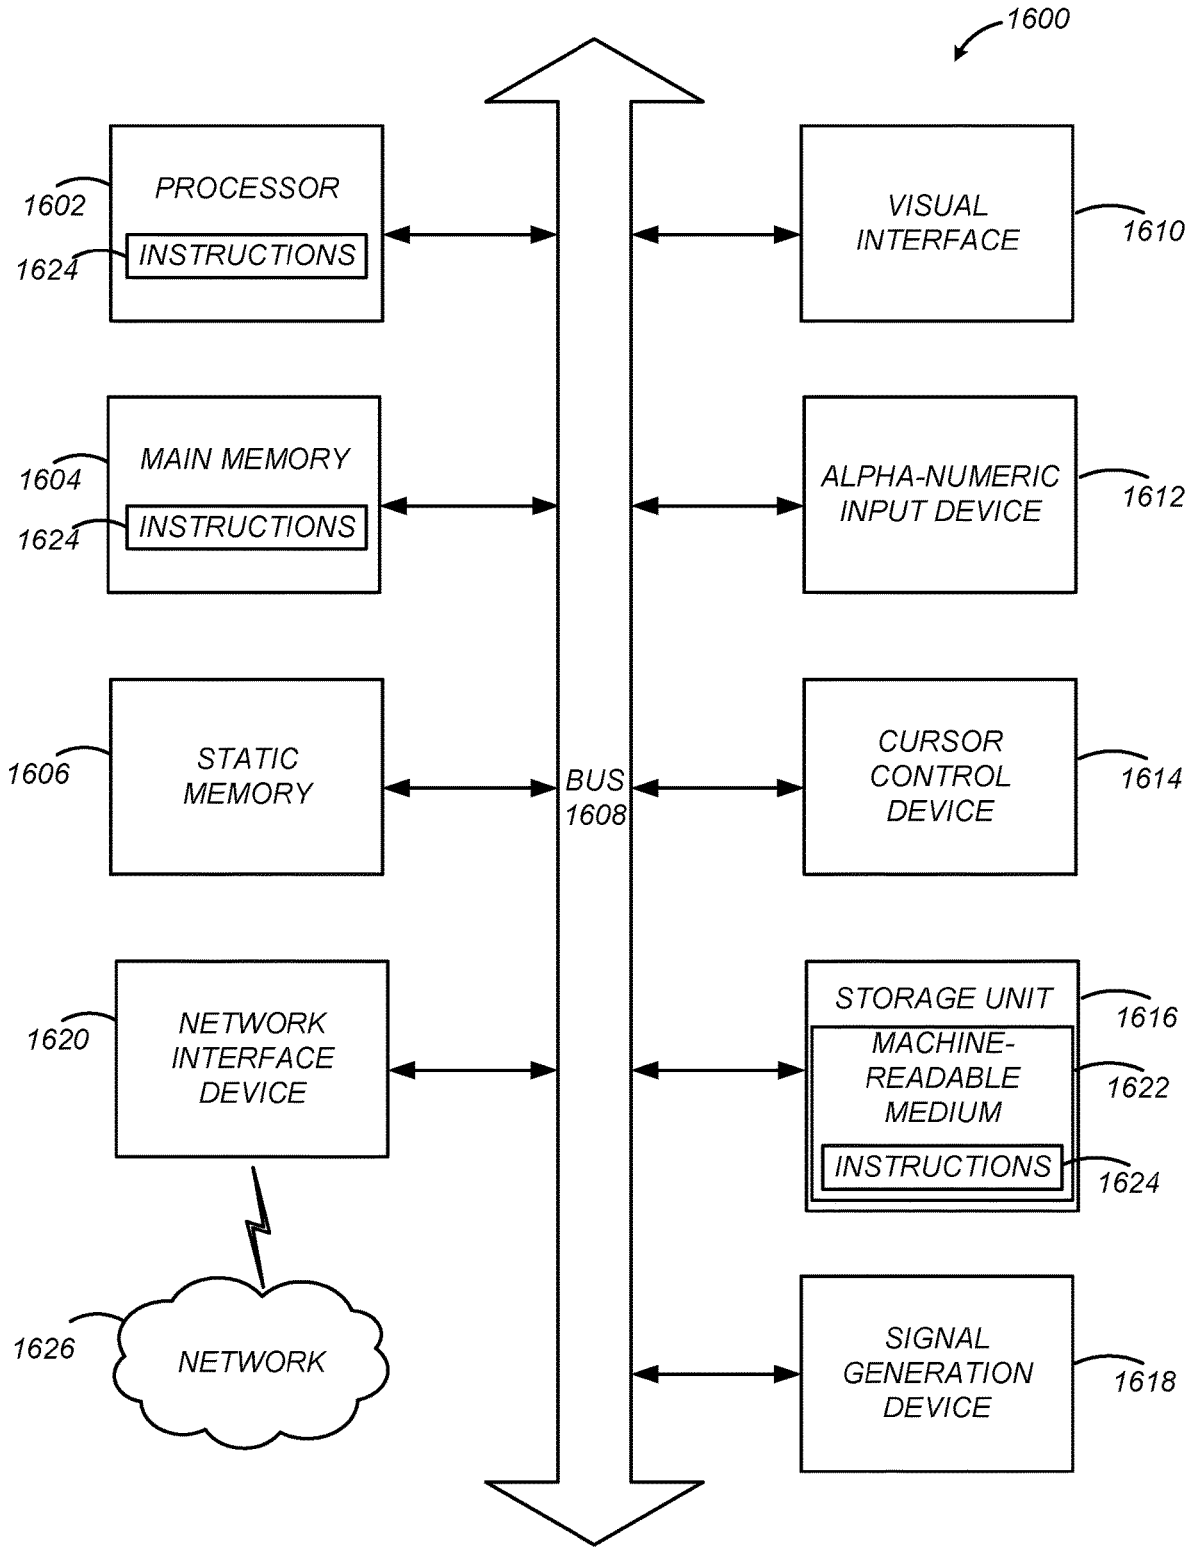 1600
PROCESSOR
1602
INSTRUCTIONS
1624
VISUAL
INTERFACE
1610
MAIN MEMORY
1604
INSTRUCTIONS
1624
ALPHA-NUMERIC
INPUT DEVICE
1612
STATIC
MEMORY
1606
BUS
1608
CURSOR
CONTROL
DEVICE
1614
NETWORK
INTERFACE
DEVICE
1620
STORAGE UNIT
1616
MACHINE-
READABLE
MEDIUM
1622
INSTRUCTIONS
1624
NETWORK
1626
SIGNAL
GENERATION
DEVICE
1618